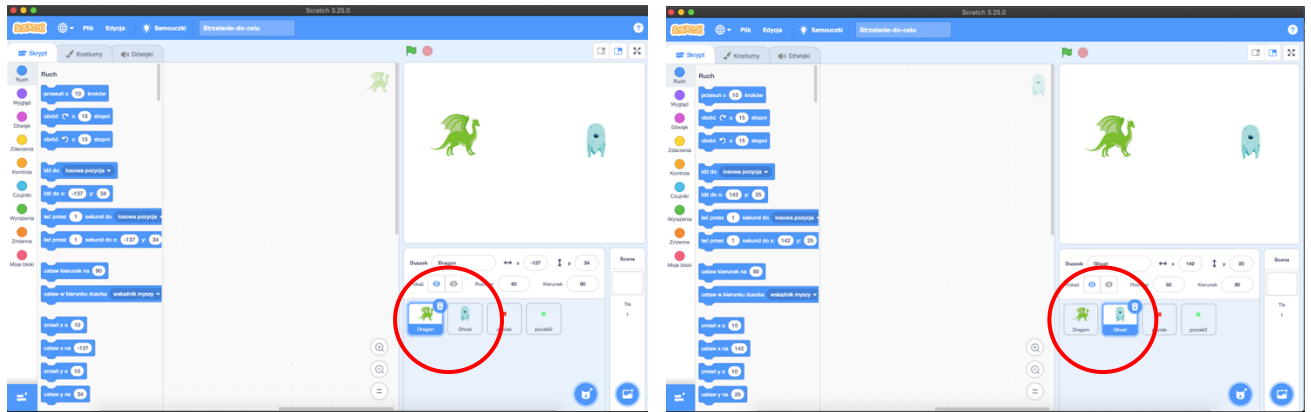 Scratch 3.25.0
SCRATCH Plik Edycja Samouczki Strzelanie-do-celu ?
Skrypt Kostiumy Dźwięki
Ruch
Ruch
przesuń o 10 kroków
Wygląd
obróć o 15 stopni
Dźwięk
obróć o 15 stopni
Zdarzenia
Kontrola
idź do losowa pozycja
Czujniki
idź do x: -137 y: 34
Wyrażenia
leć przez 1 sekund do losowa pozycja
Zmienne
leć przez 1 sekund do x: -137 y: 34
Moje bloki
ustaw kierunek na 90
ustaw w kierunku duszka wskaźnik myszy
zmień x o 10
ustaw x na -137
zmień y o 10
ustaw y na 34
Duszek Dragon x -137 y 34
Pokaż Rozmiar 40 Kierunek 90
Dragon Ghost pocisk pocisk2
Scena
Tła
1
Scratch 3.25.0
SCRATCH Plik Edycja Samouczki Strzelanie-do-celu ?
Skrypt Kostiumy Dźwięki
Ruch
Ruch
przesuń o 10 kroków
Wygląd
obróć o 15 stopni
Dźwięk
obróć o 15 stopni
Zdarzenia
Kontrola
idź do losowa pozycja
Czujniki
idź do x: 142 y: 25
Wyrażenia
leć przez 1 sekund do losowa pozycja
Zmienne
leć przez 1 sekund do x: 142 y: 25
Moje bloki
ustaw kierunek na 90
ustaw w kierunku duszka wskaźnik myszy
zmień x o 10
ustaw x na 142
zmień y o 10
ustaw y na 25
Duszek Ghost x 142 y 25
Pokaż Rozmiar 50 Kierunek 90
Dragon Ghost pocisk pocisk2
Scena
Tła
1